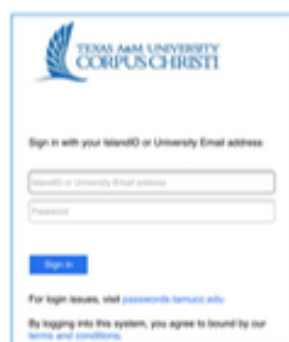 TEXAS A&M UNIVERSITY
CORPUS CHRISTI
Sign in with your IslandID or University Email address
IslandID or University Email address
Password
Sign in
For login issues, visit passwords.tamucc.edu
By logging into this system, you agree to bound by our
terms and conditions.